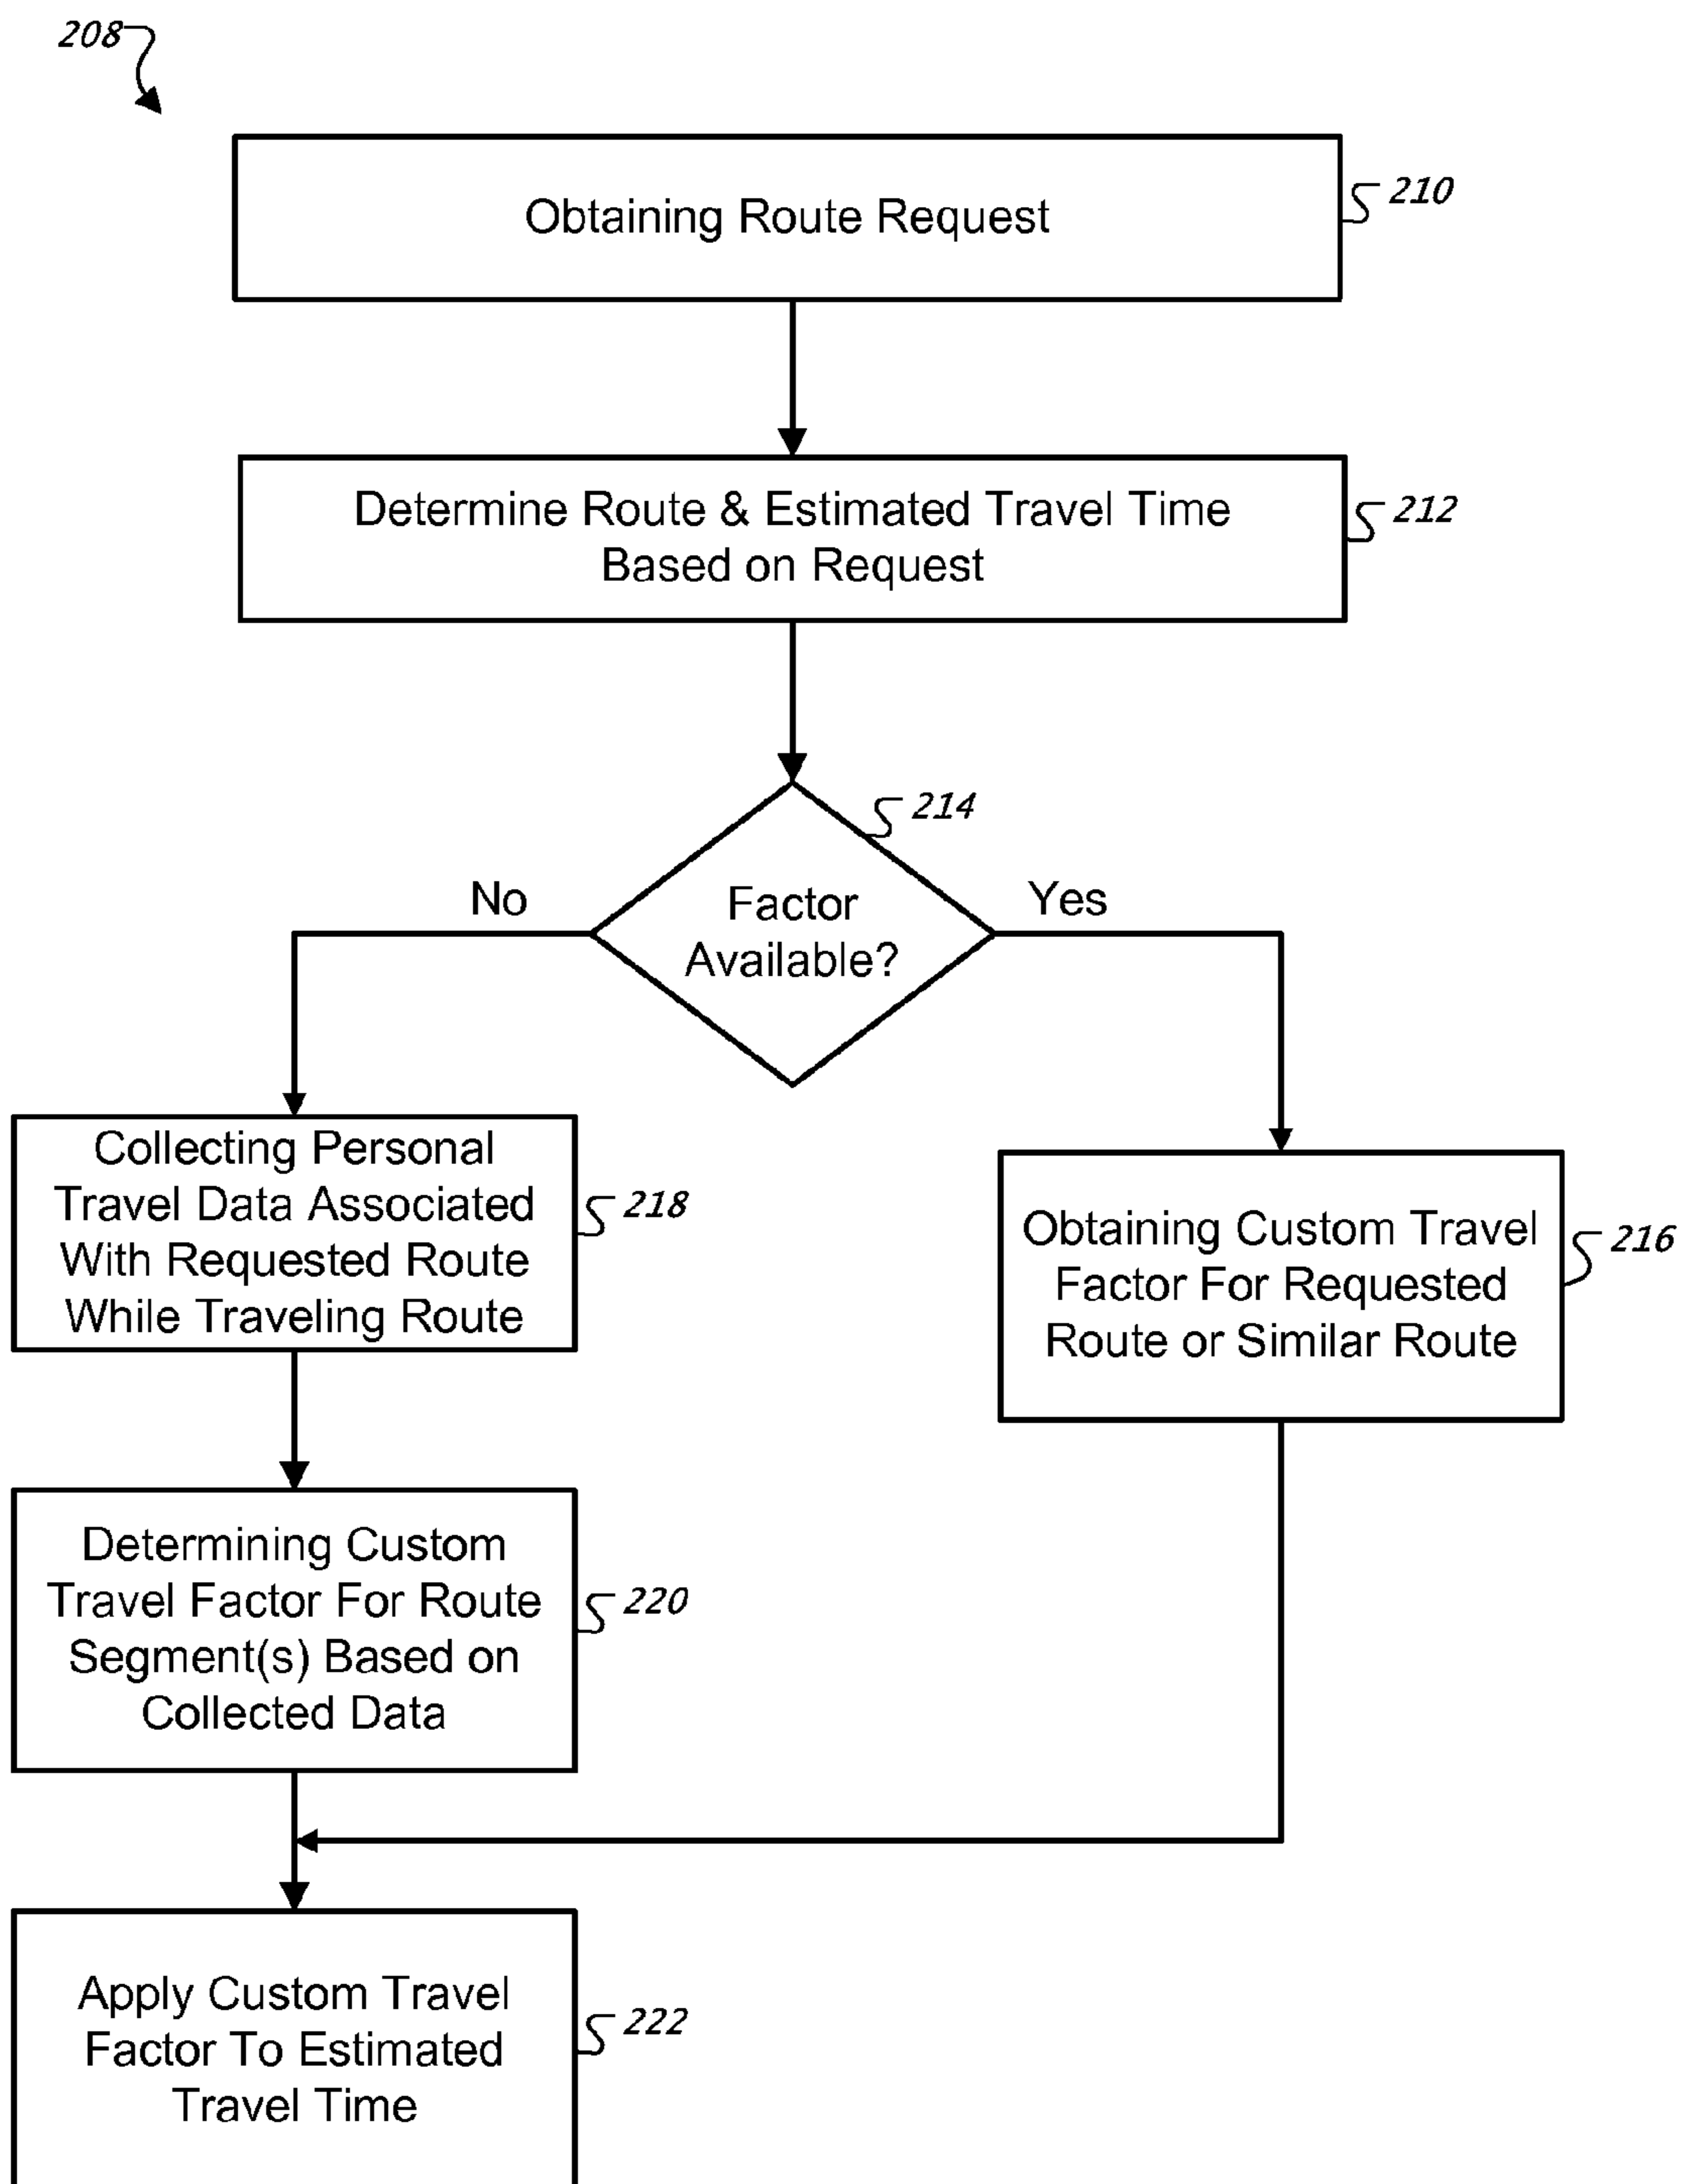 208
Obtaining Route Request
210
Determine Route & Estimated Travel Time
Based on Request
212
214
Factor
Available?
No
Yes
Collecting Personal
Travel Data Associated
With Requested Route
While Traveling Route
218
Obtaining Custom Travel
Factor For Requested
Route or Similar Route
216
Determining Custom
Travel Factor For Route
Segment(s) Based on
Collected Data
220
Apply Custom Travel
Factor To Estimated
Travel Time
222